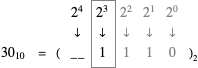 2⁴ 2³ 2² 2¹ 2⁰
↓ ↓ ↓ ↓ ↓
30₁₀ = ( __ 1 1 1 0 )₂